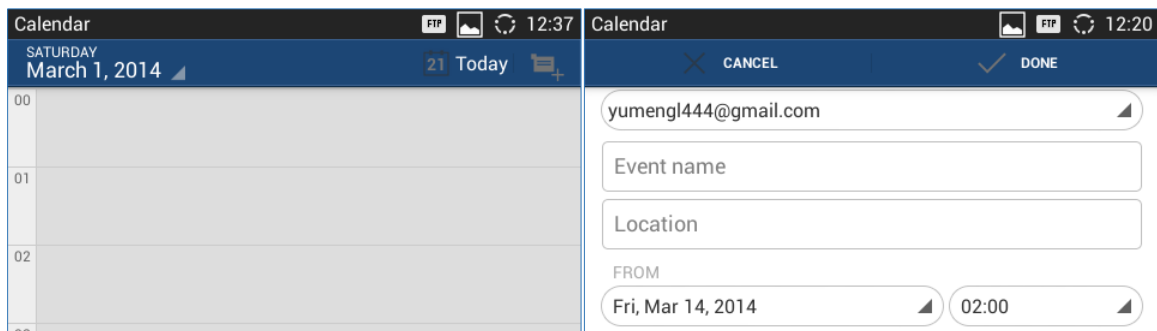 Calendar
FTP
12:37
SATURDAY
March 1, 2014
21 Today
00
01
02
Calendar
FTP
12:20
CANCEL
DONE
yumengl444@gmail.com
Event name
Location
FROM
Fri, Mar 14, 2014
02:00